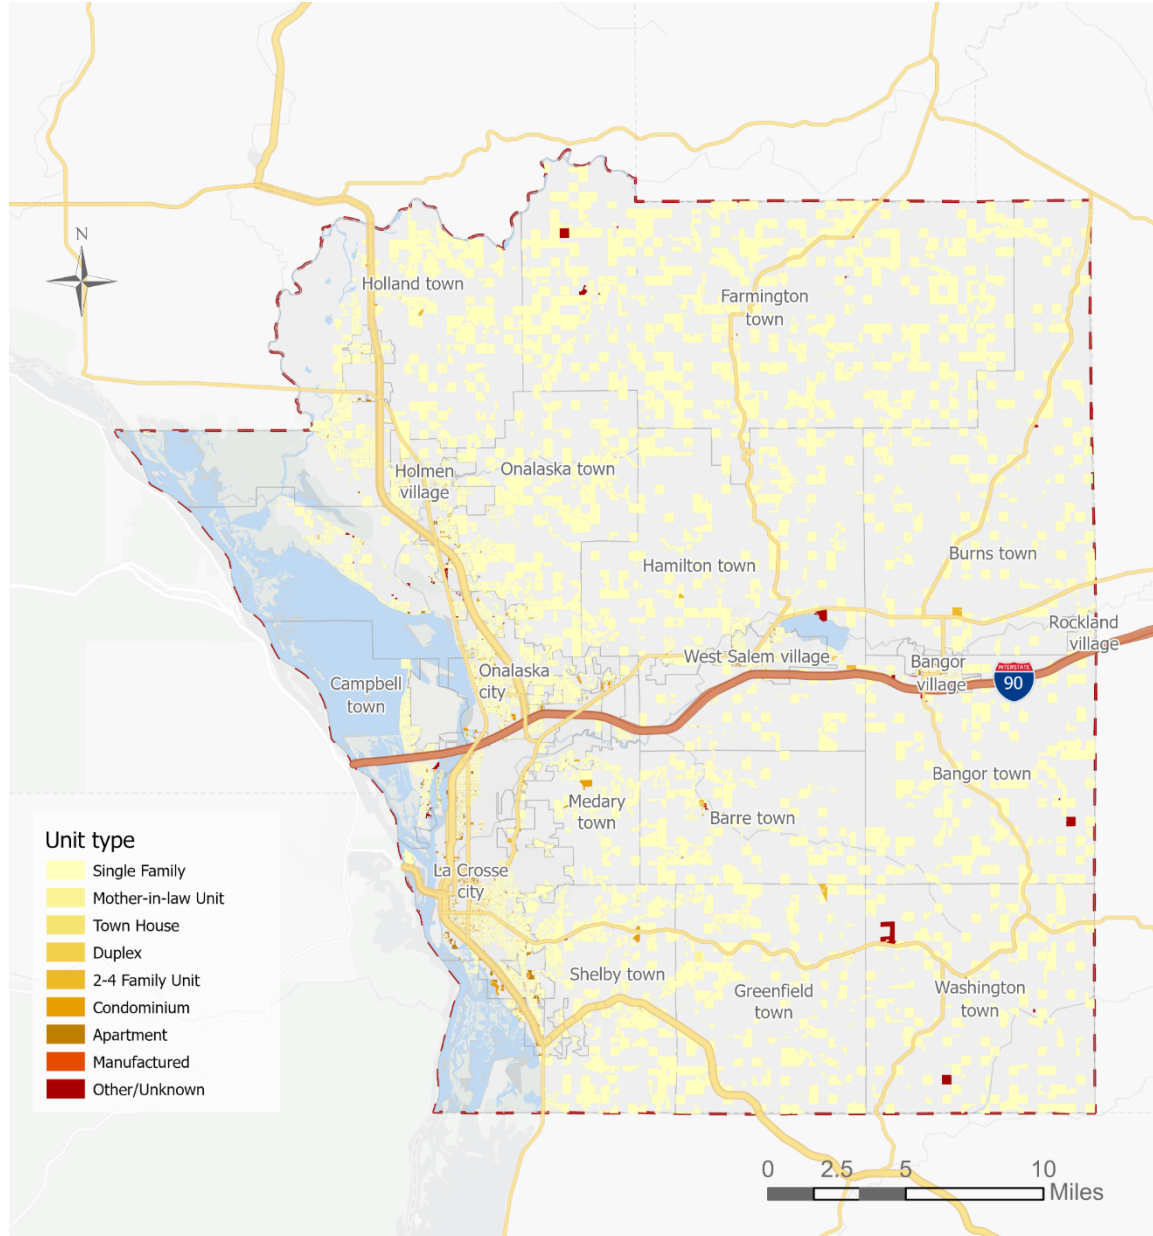 N
Holland town
Farmington
town
Holmen
village
Onalaska town
Hamilton town
Burns town
Rockland
village
West Salem village
Bangor
village
INTERSTATE
90
Onalaska
city
Campbell
town
Bangor town
Medary
town
Barre town
La Crosse
city
Shelby town
Greenfield
town
Washington
town
Unit type
Single Family
Mother-in-law Unit
Town House
Duplex
2-4 Family Unit
Condominium
Apartment
Manufactured
Other/Unknown
0 2.5 5 10
Miles